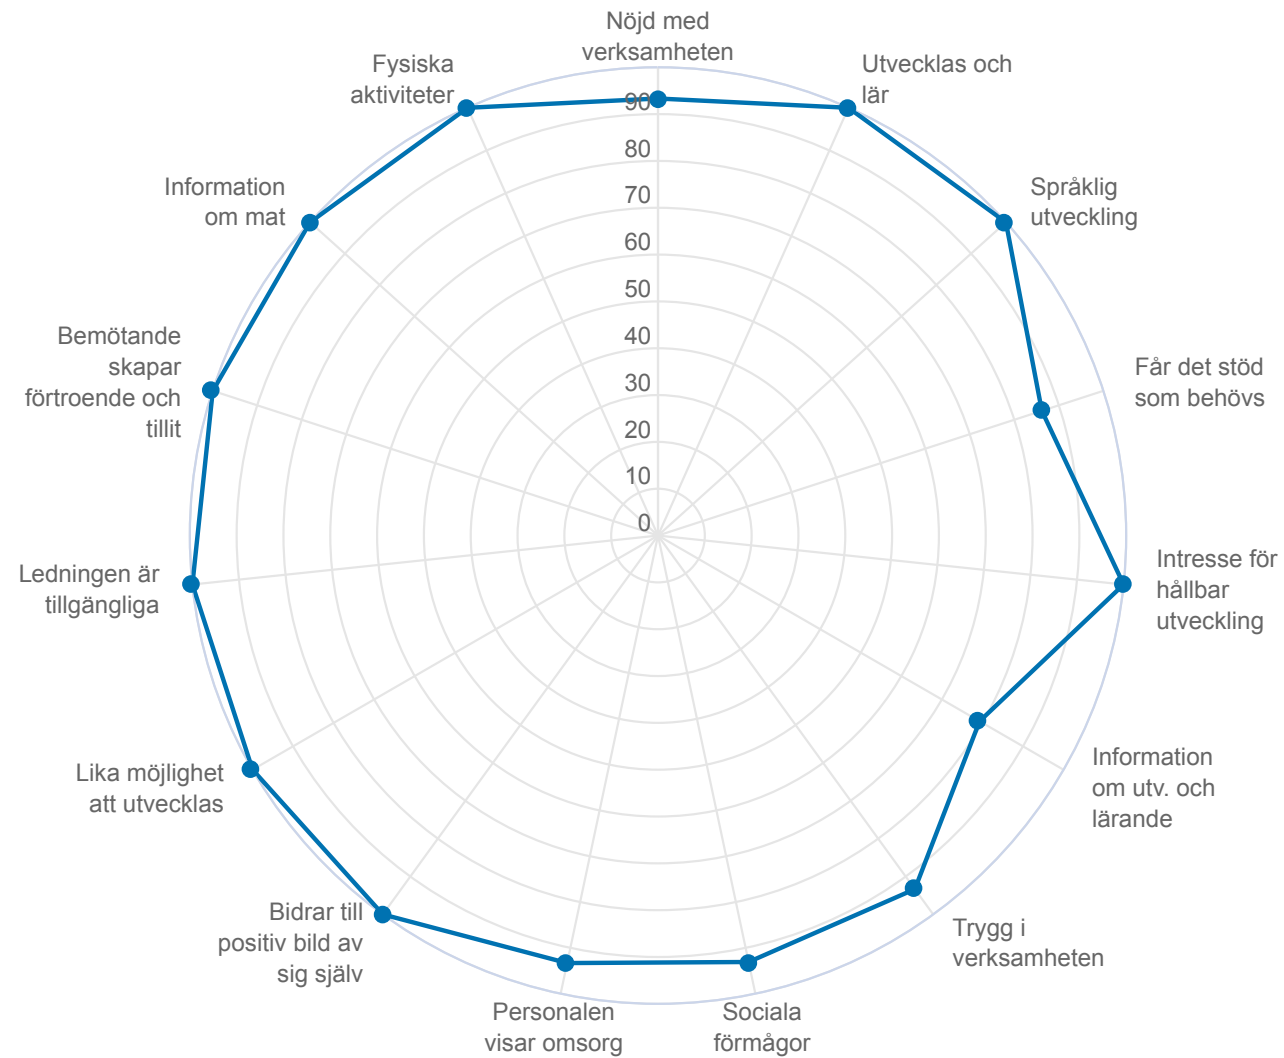 Nöjd med
verksamheten
Utvecklas och
lär
Språklig
utveckling
Får det stöd
som behövs
Intresse för
hållbar
utveckling
Information
om utv. och
lärande
Trygg i
verksamheten
Sociala
förmågor
Personalen
visar omsorg
Bidrar till
positiv bild av
sig själv
Lika möjlighet
att utvecklas
Ledningen är
tillgängliga
Bemötande
skapar
förtroende och
tillit
Information
om mat
Fysiska
aktiviteter
90
80
70
60
50
40
30
20
10
0